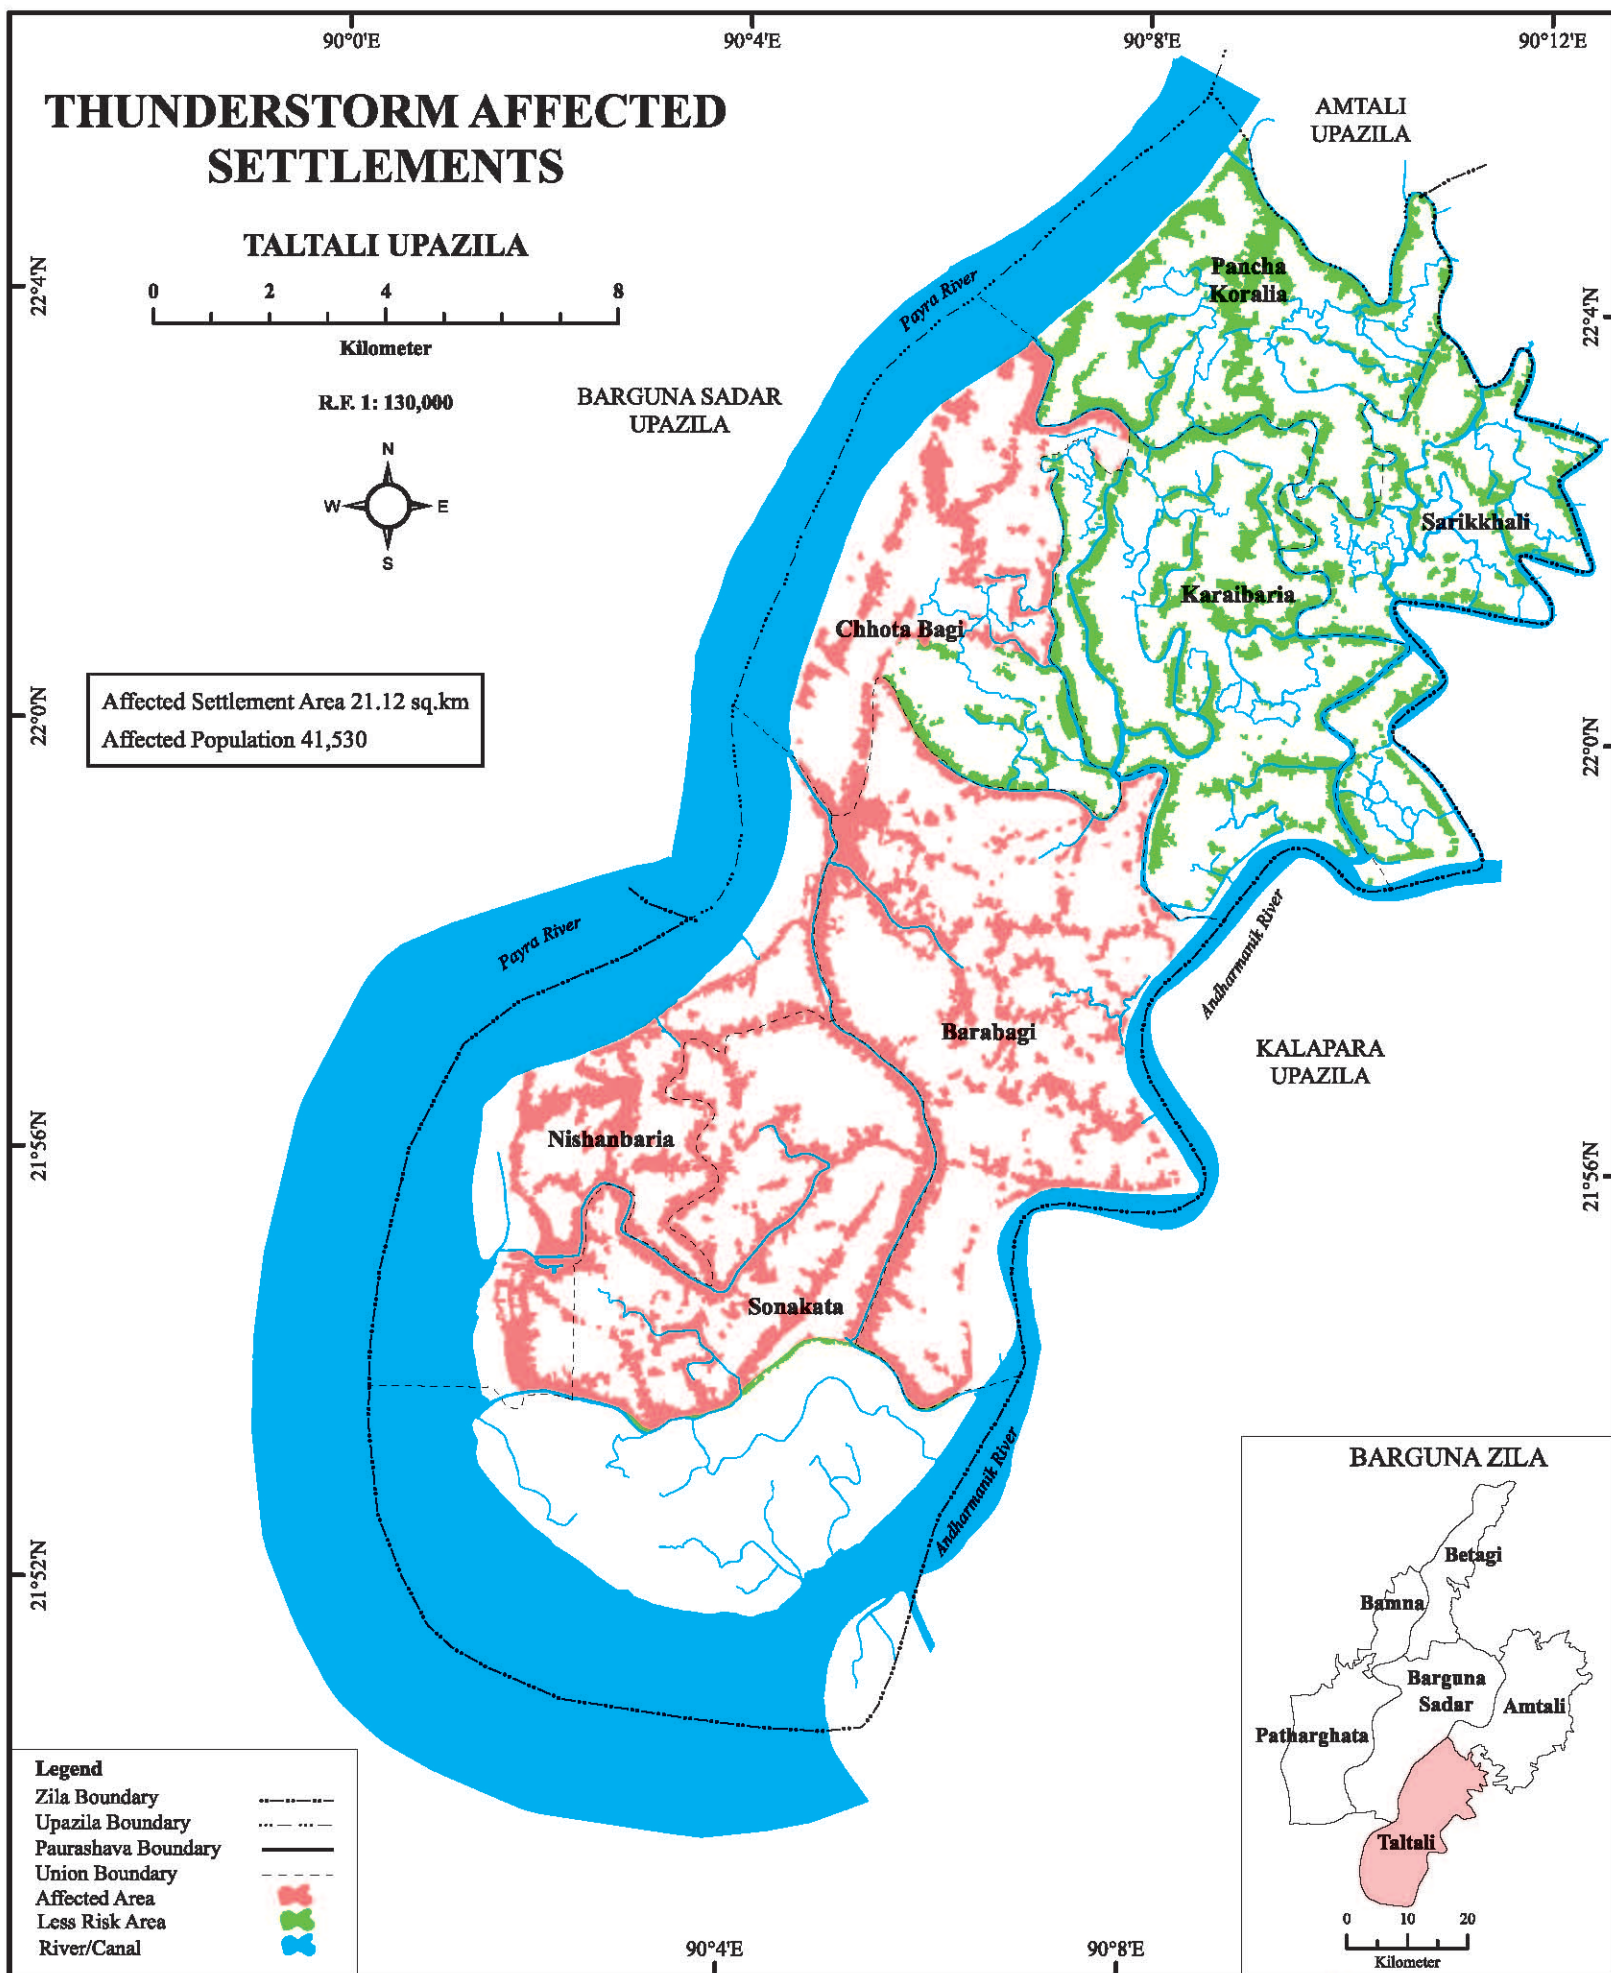 90°0'E
90°4'E
90°8'E
90°12'E
THUNDERSTORM AFFECTED
SETTLEMENTS
TALTALI UPAZILA
0 2 4 8
Kilometer
R.F. 1: 130,000
N
W E
S
22°4'N
22°4'N
AMTALI
UPAZILA
Pancha
Koralia
Payra River
BARGUNA SADAR
UPAZILA
Sarikkhali
Karaibaria
Chhota Bagi
Affected Settlement Area 21.12 sq.km
Affected Population 41,530
22°0'N
22°0'N
Payra River
Andharmanik River
Barabagi
KALAPARA
UPAZILA
Nishanbaria
21°56'N
21°56'N
Sonakata
Andharmanik River
21°52'N
BARGUNA ZILA
Betagi
Bamna
Barguna
Sadar
Amtali
Patharghata
Taltali
0 10 20
Kilometer
Legend
Zila Boundary
Upazila Boundary
Paurashava Boundary
Union Boundary
Affected Area
Less Risk Area
River/Canal
90°4'E
90°8'E